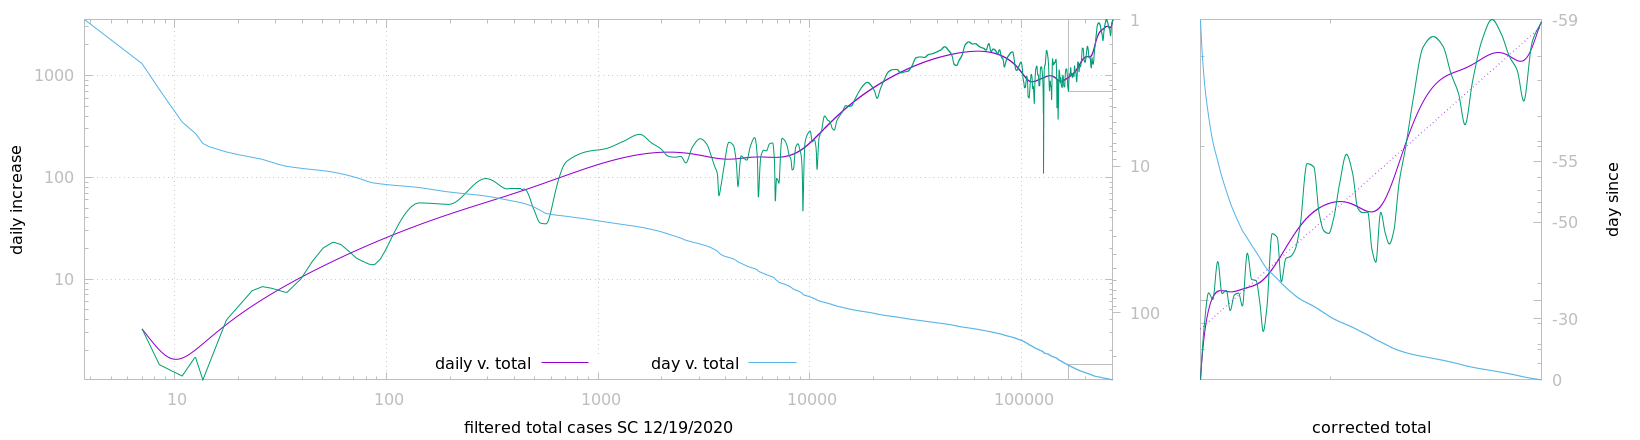 daily increase
1000
100
10
10
100
1000
10000
100000
filtered total cases SC 12/19/2020
daily v. total
day v. total
1
10
100
-59
-55
-50
-30
0
day since
corrected total